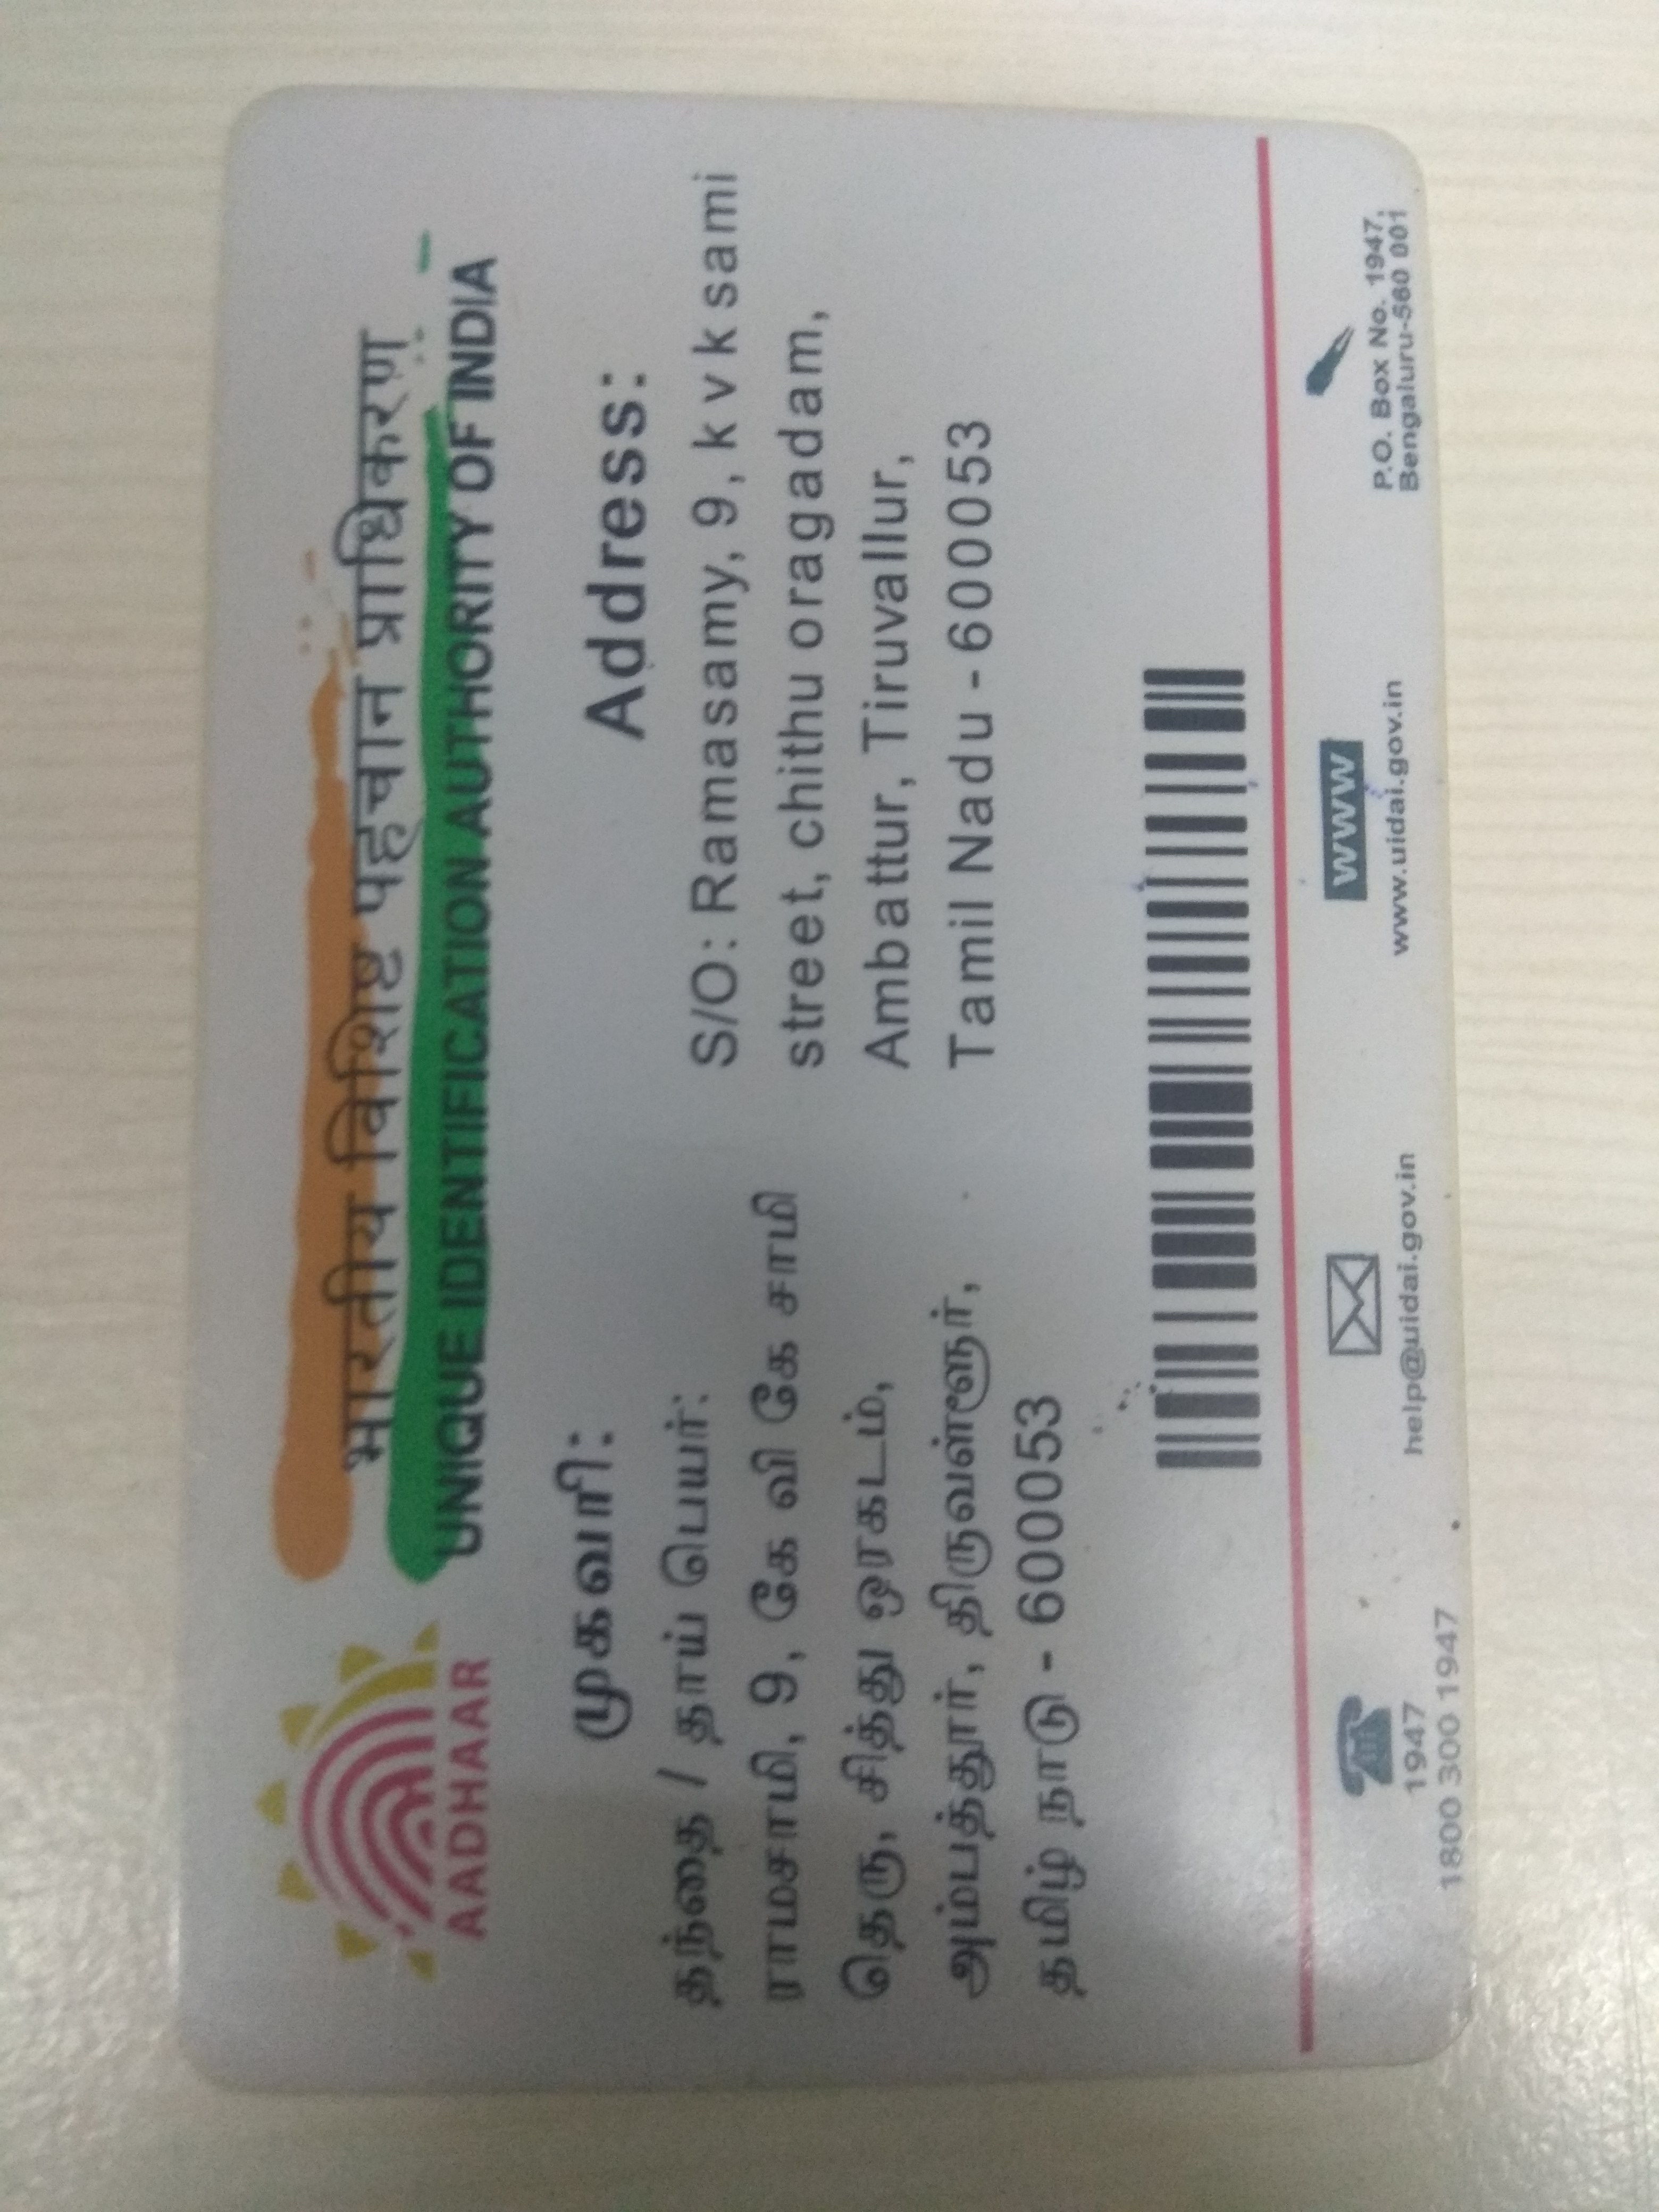 भारतीय विशिष्ट पहचान प्राधिकरण
UNIQUE IDENTIFICATION AUTHORITY OF INDIA
AADHAAR
முகவரி:
தந்தை / தாய் பெயர்:
ராமசாமி, 9, கே வி கே சாமி
தெரு, சித்து ஒரகடம்,
அம்பத்தூர், திருவள்ளூர்,
தமிழ் நாடு - 600053
Address:
S/O: Ramasamy, 9, k v k sami
street, chithu oragadam,
Ambattur, Tiruvallur,
Tamil Nadu - 600053
1947
1800 300 1947
help@uidai.gov.in
WWW
www.uidai.gov.in
P.O. Box No. 1947,
Bengaluru-560 001